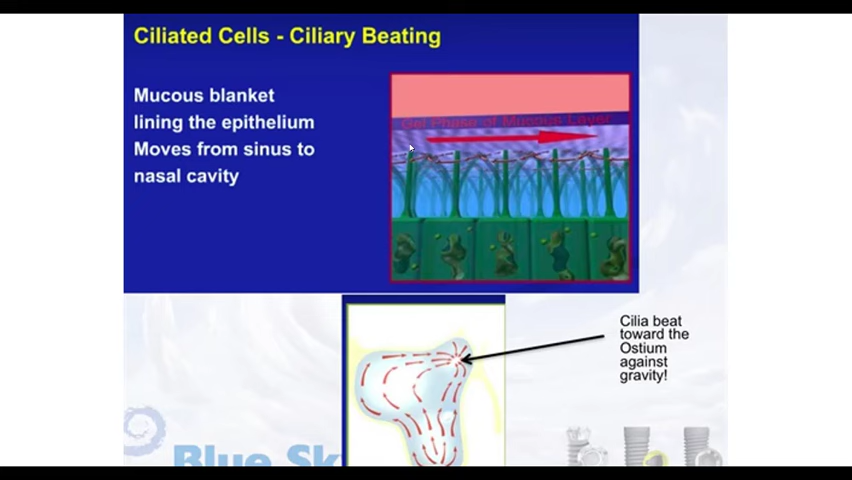 Ciliated Cells - Ciliary Beating
Mucous blanket
lining the epithelium
Moves from sinus to
nasal cavity
Gel Phase of Mucous Layer
Cilia beat
toward the
Ostium
against
gravity!
Blue Sk